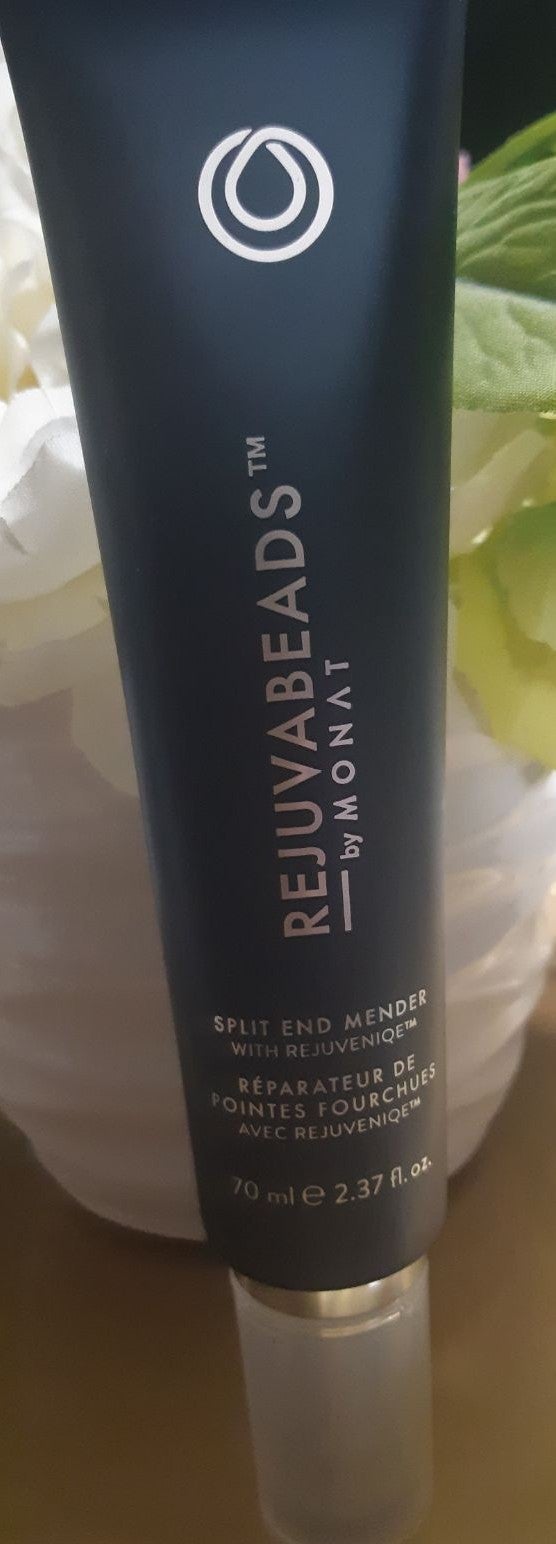 REJUVABEADS™
by MONAT
SPLIT END MENDER
WITH REJUVENIQE™
RÉPARATEUR DE
POINTES FOURCHUES
AVEC REJUVENIQE™
70 ml e 2.37 fl. oz.